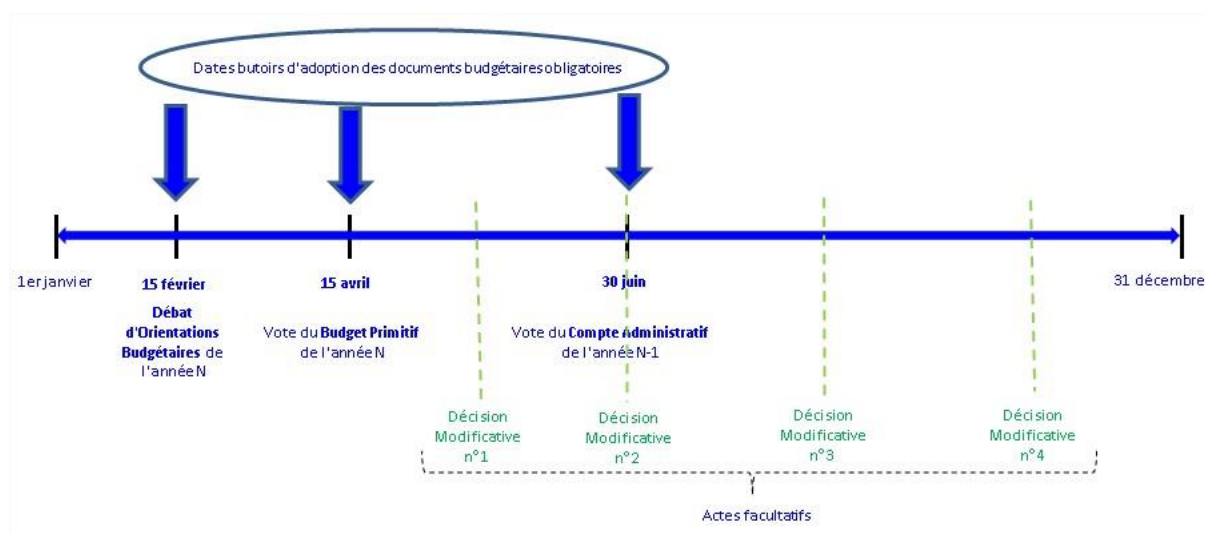 Dates butoirs d'adoption des documents budgétaires obligatoires
1er janvier
15 février
15 avril
30 juin
31 décembre
Débat
d'Orientations
Budgétaires de
l'année N
Vote du Budget Primitif
de l'année N
Vote du Compte Administratif
de l'année N-1
Décision
Modificative
n°1
Décision
Modificative
n°2
Décision
Modificative
n°3
Décision
Modificative
n°4
Actes facultatifs